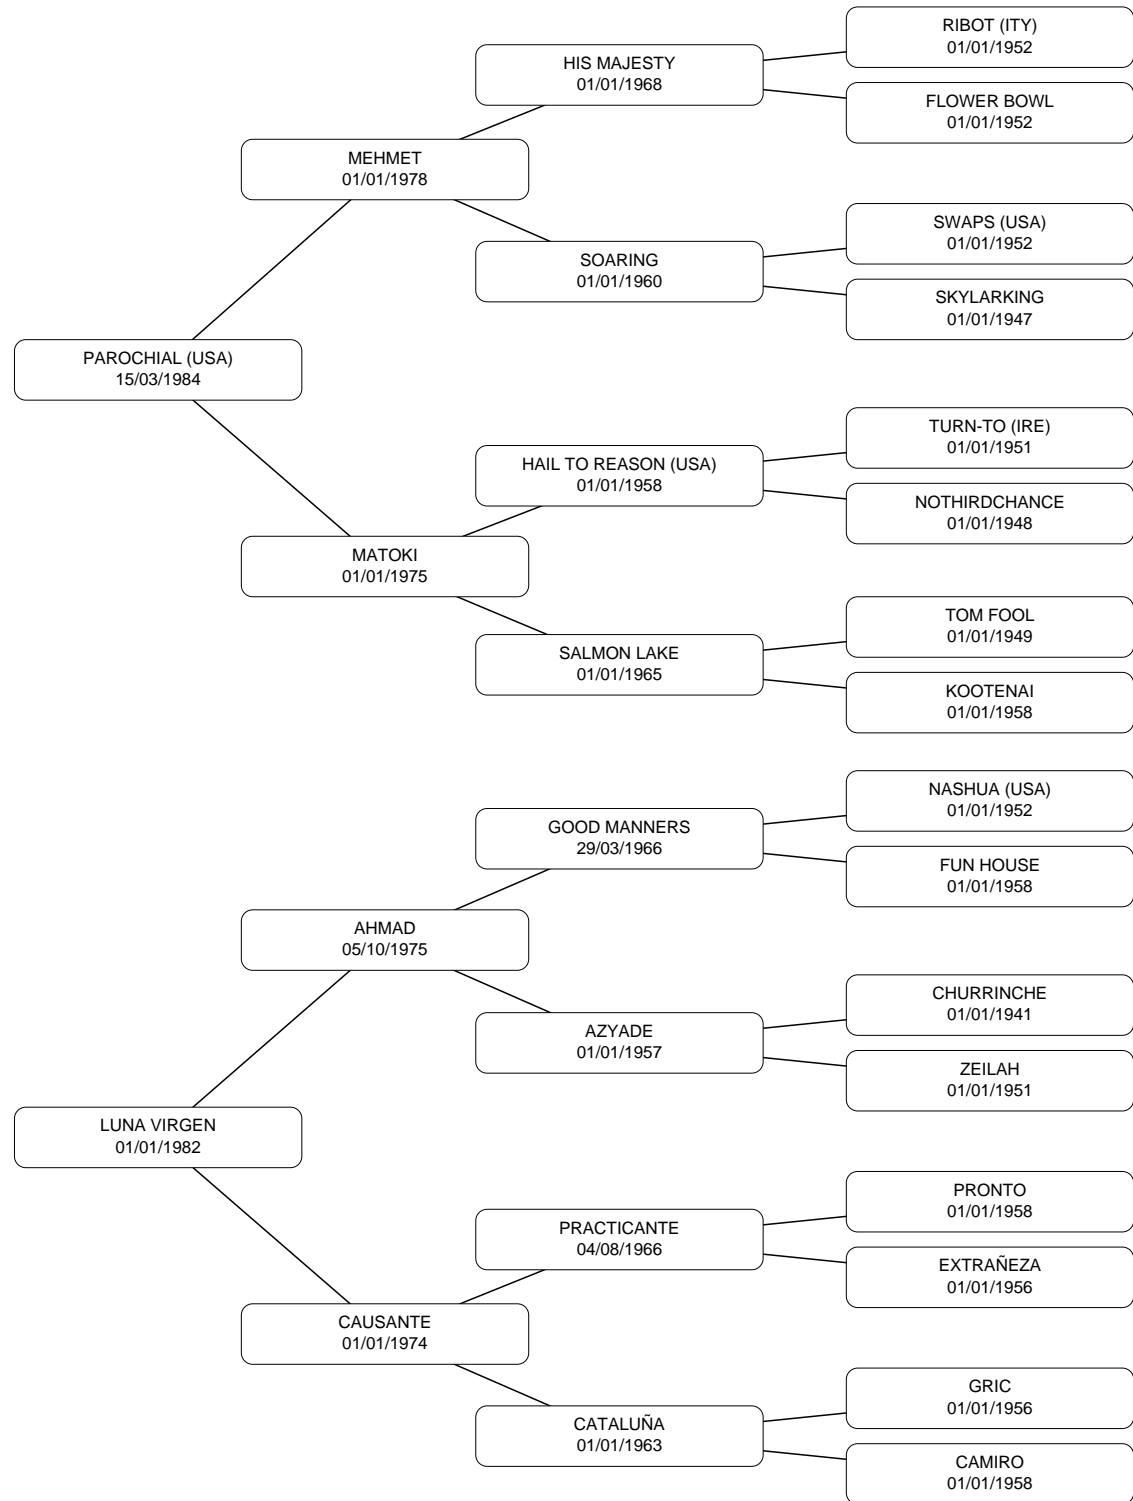 RIBOT (ITY)
01/01/1952
HIS MAJESTY
01/01/1968
FLOWER BOWL
01/01/1952
MEHMET
01/01/1978
SWAPS (USA)
01/01/1952
SOARING
01/01/1960
SKYLARKING
01/01/1947
PAROCHIAL (USA)
15/03/1984
TURN-TO (IRE)
01/01/1951
HAIL TO REASON (USA)
01/01/1958
NOTHIRDCHANCE
01/01/1948
MATOKI
01/01/1975
TOM FOOL
01/01/1949
SALMON LAKE
01/01/1965
KOOTENAI
01/01/1958
NASHUA (USA)
01/01/1952
GOOD MANNERS
29/03/1966
FUN HOUSE
01/01/1958
AHMAD
05/10/1975
CHURRINCHE
01/01/1941
AZYADE
01/01/1957
ZEILAH
01/01/1951
LUNA VIRGEN
01/01/1982
PRONTO
01/01/1958
PRACTICANTE
04/08/1966
EXTRAÑEZA
01/01/1956
CAUSANTE
01/01/1974
GRIC
01/01/1956
CATALUÑA
01/01/1963
CAMIRO
01/01/1958